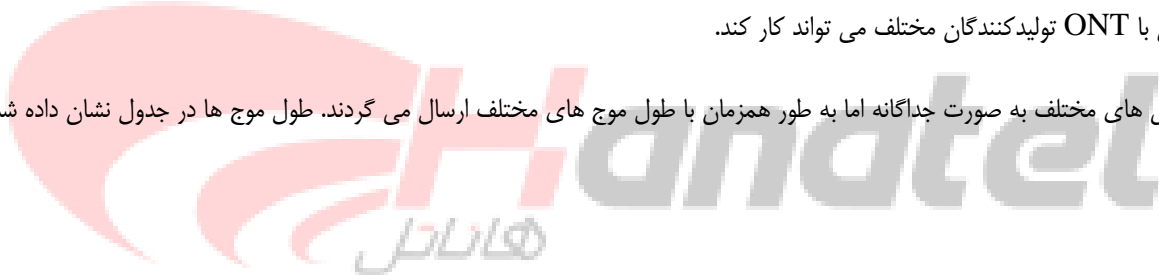 با ONT تولیدکنندگان مختلف می تواند کار کند.
های مختلف به صورت جداگانه اما به طور همزمان با طول موج های مختلف ارسال می گردند. طول موج ها در جدول نشان داده
Hanatel
هاناتل